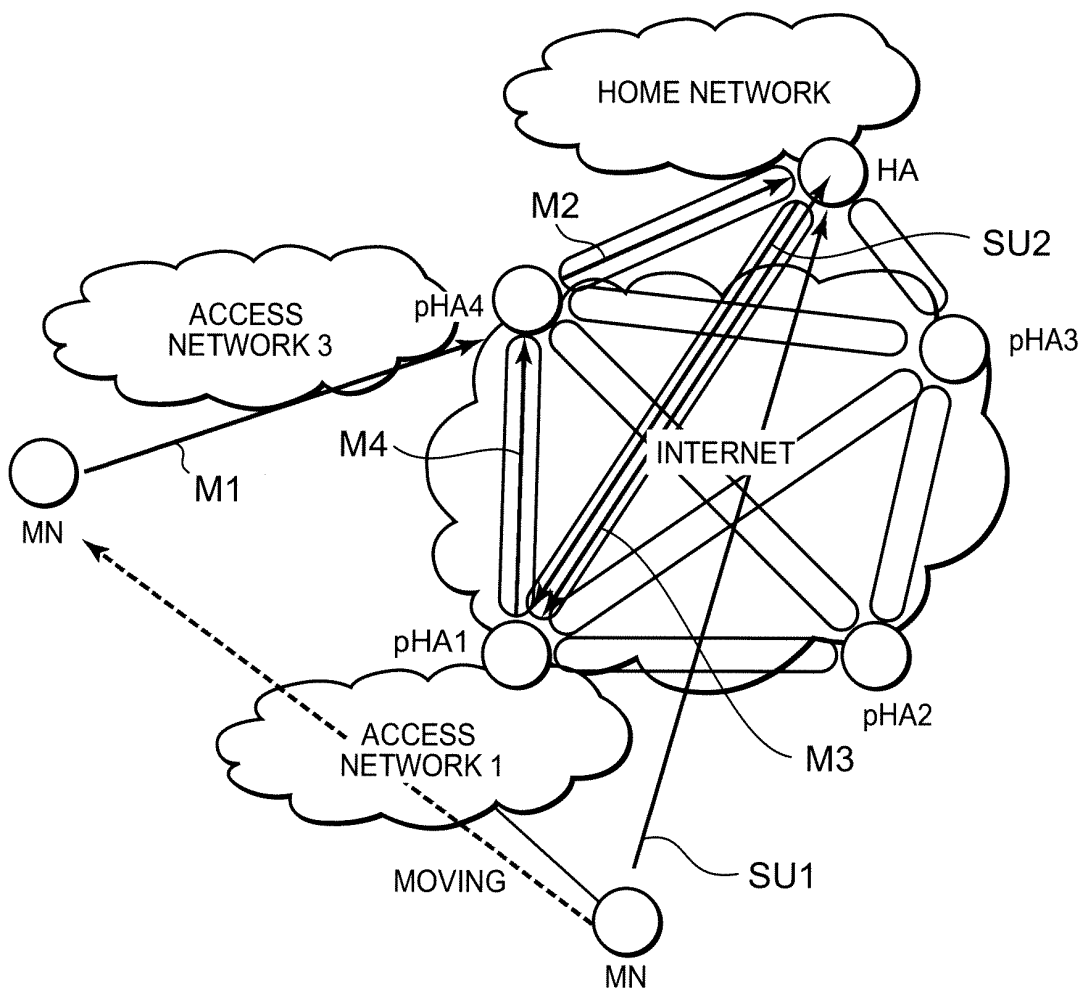 HOME NETWORK
HA
M2
SU2
ACCESS
NETWORK 3
pHA4
pHA3
M4
INTERNET
M1
MN
pHA1
pHA2
ACCESS
NETWORK 1
M3
MOVING
SU1
MN